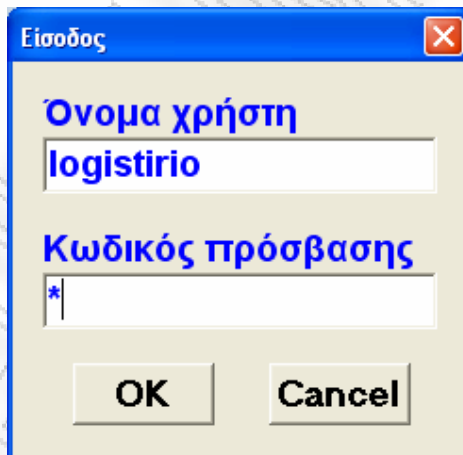 Είσοδος
Όνομα χρήστη
logistirio
Κωδικός πρόσβασης
*
OK
Cancel